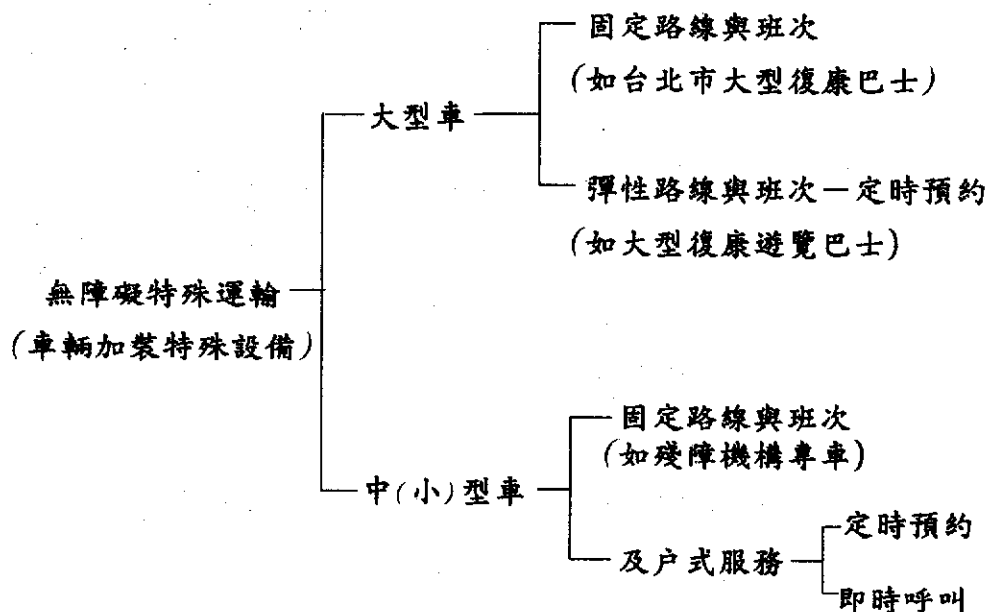 固定路線與班次
(如台北市大型復康巴士)
大型車
彈性路線與班次－定時預約
(如大型復康遊覽巴士)
無障礙特殊運輸
(車輛加裝特殊設備)
固定路線與班次
(如殘障機構專車)
中(小)型車
定時預約
及户式服務
即時呼叫